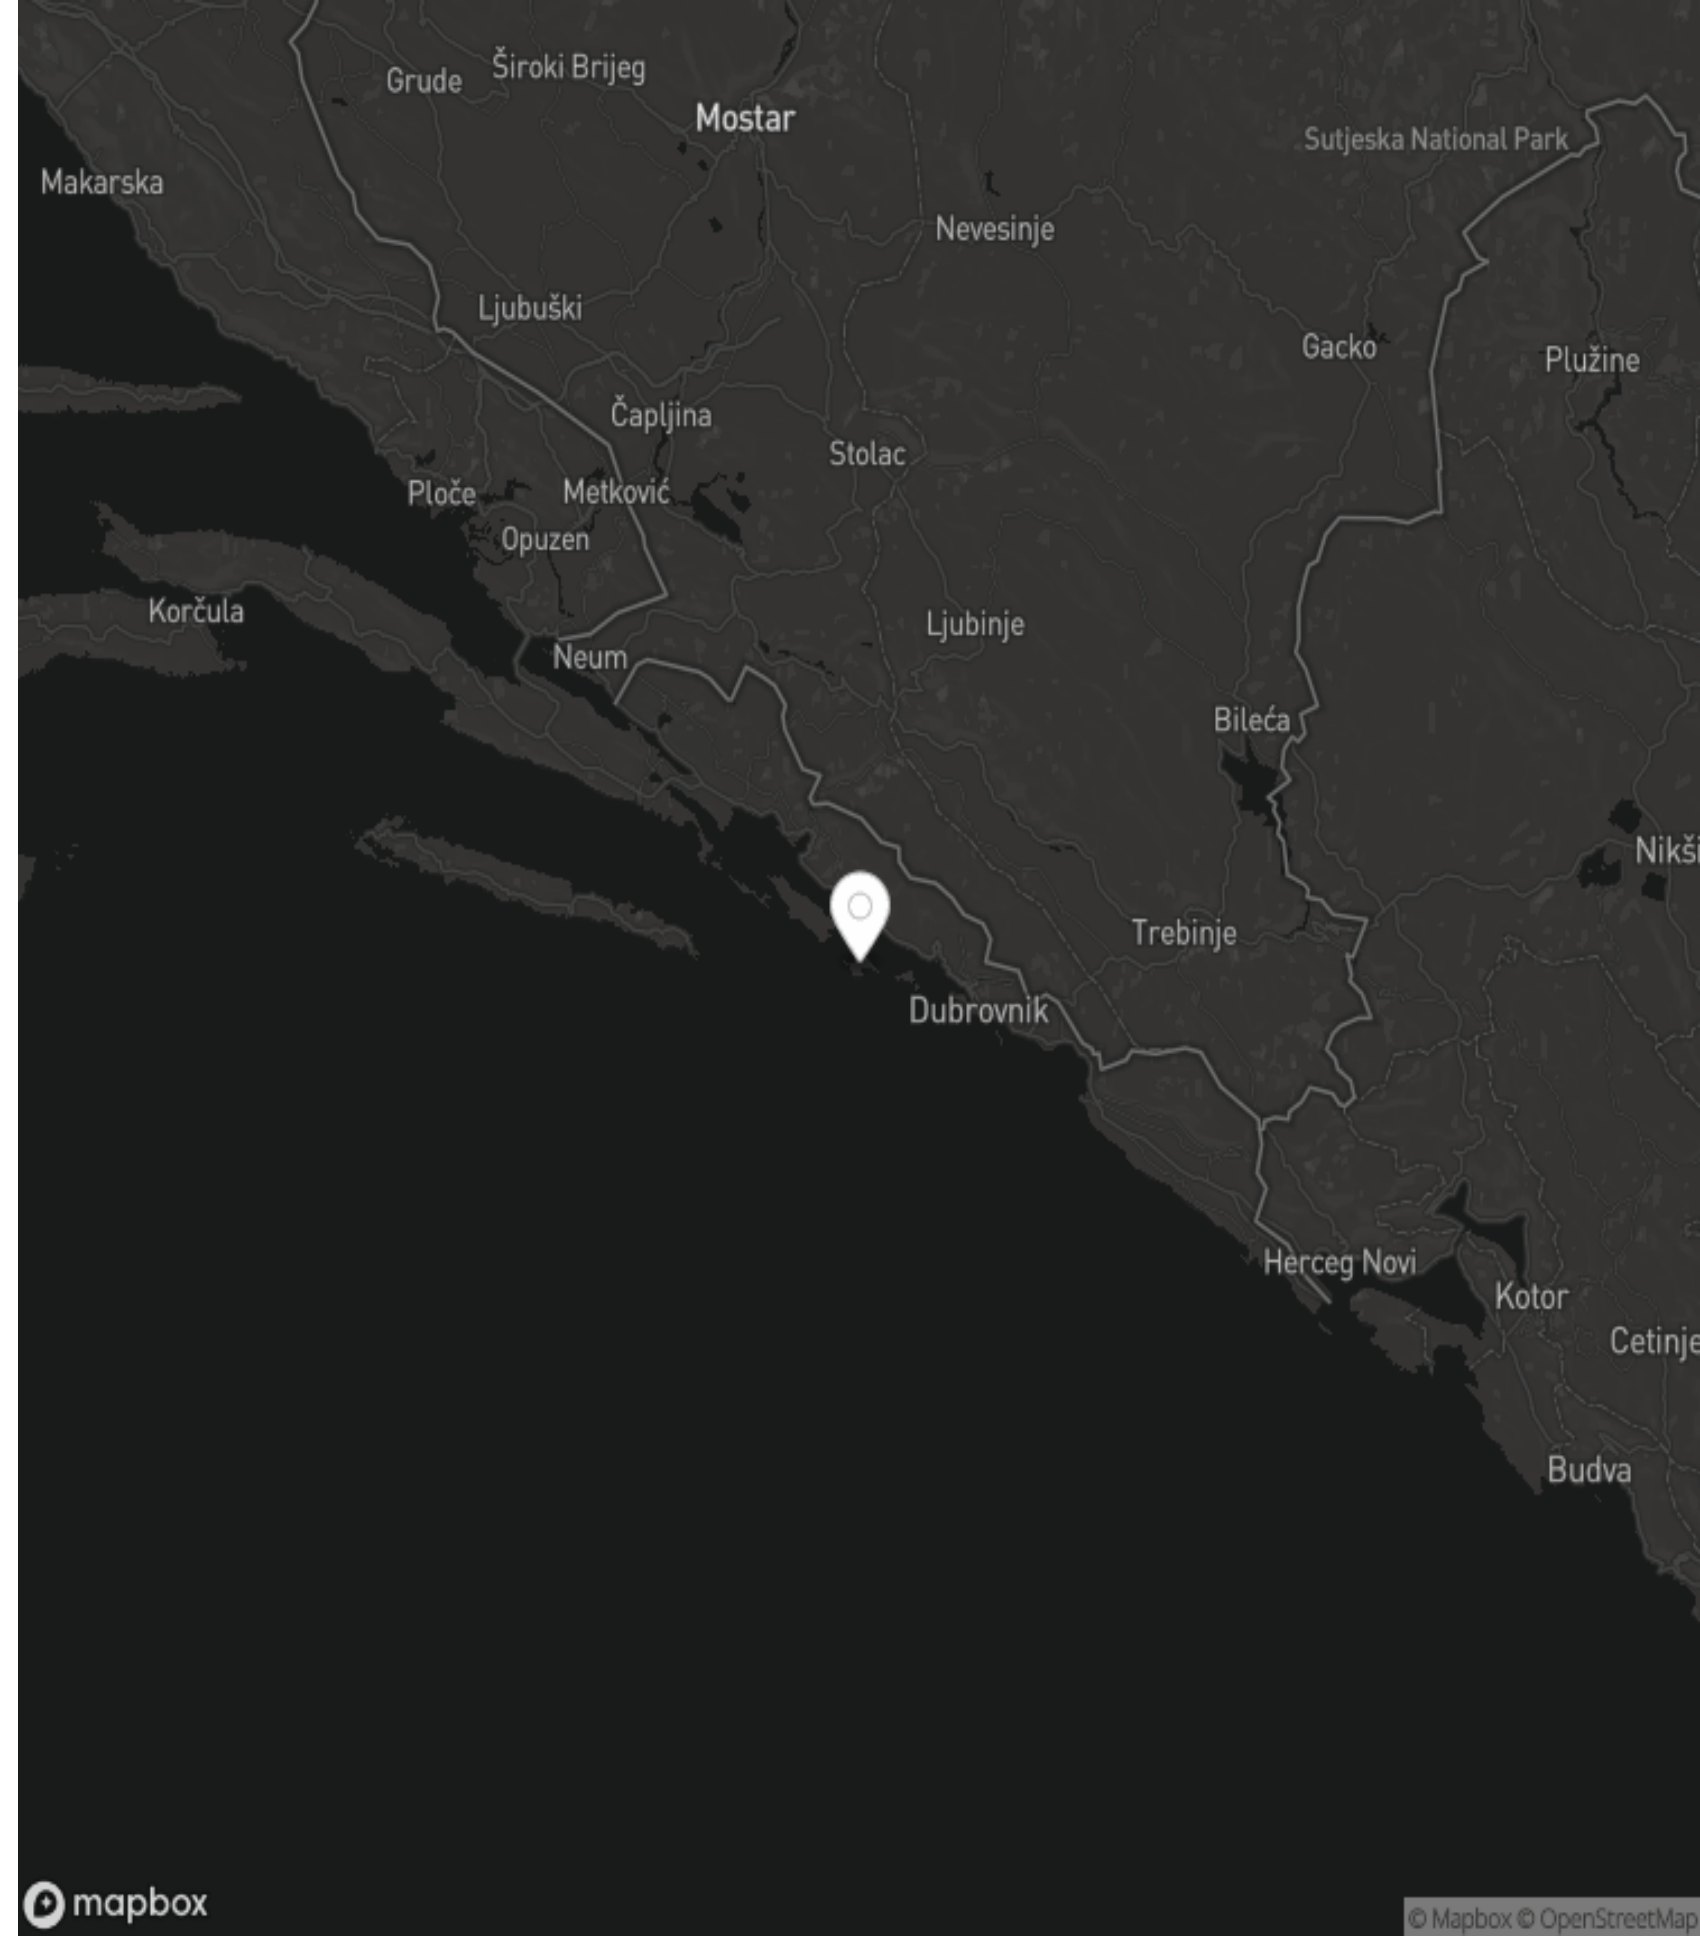 Široki Brijeg
Grude
Mostar
Sutjeska National Park
Makarska
Nevesinje
Ljubuški
Gacko
Plužine
Čapljina
Stolac
Ploče
Metković
Opuzen
Korčula
Ljubinje
Neum
Bileća
Nikši
Trebinje
Dubrovnik
Herceg Novi
Kotor
Cetinje
Budva
mapbox
© Mapbox © OpenStreetMap